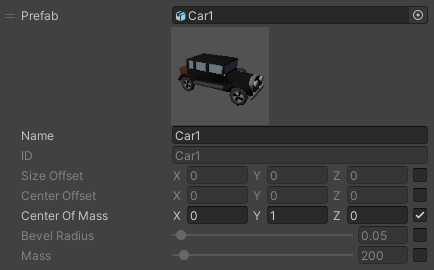 Prefab Car1
Name Car1
ID Car1
Size Offset X 0 Y 0 Z 0
Center Offset X 0 Y 0 Z 0
Center Of Mass X 0 Y 1 Z 0
Bevel Radius 0.05
Mass 200